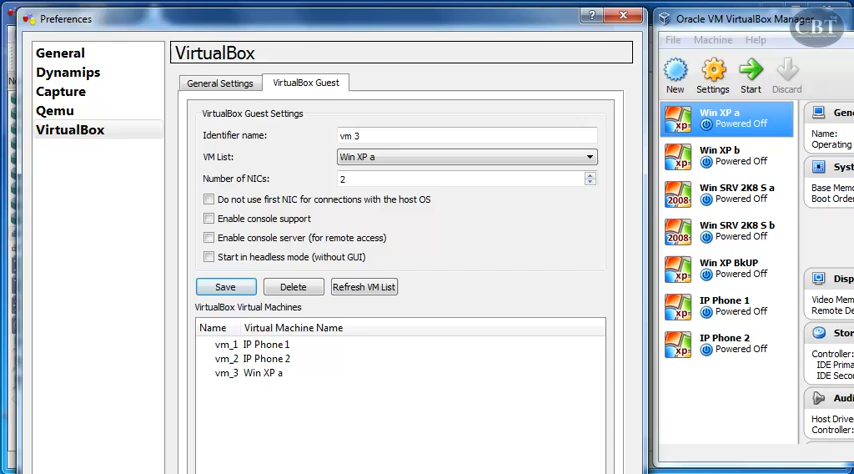 Preferences
General
Dynamips
Capture
Qemu
VirtualBox
VirtualBox
General Settings
VirtualBox Guest
VirtualBox Guest Settings
Identifier name:
vm 3
VM List:
Win XP a
Number of NICs:
2
Do not use first NIC for connections with the host OS
Enable console support
Enable console server (for remote access)
Start in headless mode (without GUI)
Save
Delete
Refresh VM List
VirtualBox Virtual Machines
Name Virtual Machine Name
vm_1 IP Phone 1
vm_2 IP Phone 2
vm_3 Win XP a
Oracle VM VirtualBox Manager
CBT
File Machine Help
New
Settings
Start
Discard
Win XP a
Powered Off
Win XP b
Powered Off
Win SRV 2K8 S a
Powered Off
Win SRV 2K8 S b
Powered Off
Win XP BkUP
Powered Off
IP Phone 1
Powered Off
IP Phone 2
Powered Off
Gene
Name:
Operating
Syst
Base Memo
Boot Orde
Disp
Video Mem
Remote De
Stor
Controller:
IDE Prima
IDE Secon
Audi
Host Drive
Controller: